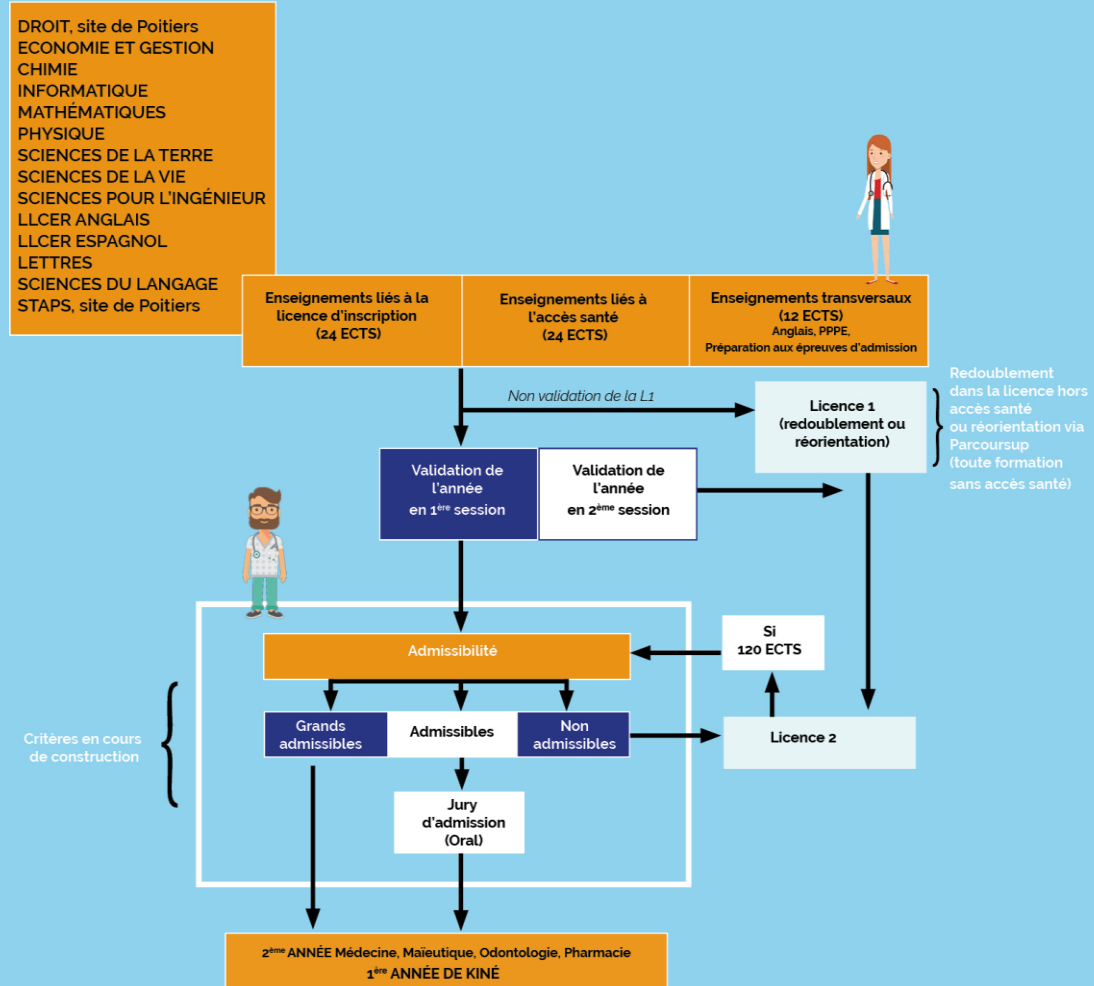 DROIT, site de Poitiers
ECONOMIE ET GESTION
CHIMIE
INFORMATIQUE
MATHÉMATIQUES
PHYSIQUE
SCIENCES DE LA TERRE
SCIENCES DE LA VIE
SCIENCES POUR L'INGÉNIEUR
LLCER ANGLAIS
LLCER ESPAGNOL
LETTRES
SCIENCES DU LANGAGE
STAPS, site de Poitiers
Enseignements liés à la
licence d'inscription
(24 ECTS)
Enseignements liés à
l'accès santé
(24 ECTS)
Enseignements transversaux
(12 ECTS)
Anglais, PPPE,
Préparation aux épreuves d'admission
Non validation de la L1
Licence 1
(redoublement ou
réorientation)
Redoublement
dans la licence hors
accès santé
ou réorientation via
Parcoursup
(toute formation
sans accès santé)
Validation de
l'année
en 1ère session
Validation de
l'année
en 2ème session
Admissibilité
Si
120 ECTS
Grands
admissibles
Admissibles
Non
admissibles
Licence 2
Critères en cours
de construction
Jury
d'admission
(Oral)
2ème ANNÉE Médecine, Maïeutique, Odontologie, Pharmacie
1ère ANNÉE DE KINÉ